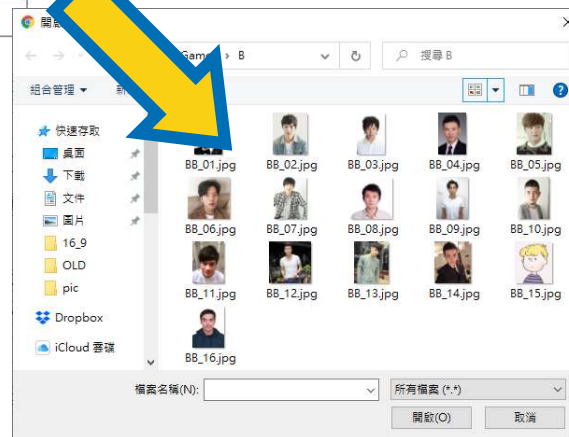 開啟
Game › B
搜尋 B
組合管理
快速存取
桌面
下載
文件
圖片
16_9
OLD
pic
Dropbox
iCloud 雲碟
BB_01.jpg BB_02.jpg BB_03.jpg BB_04.jpg BB_05.jpg
BB_06.jpg BB_07.jpg BB_08.jpg BB_09.jpg BB_10.jpg
BB_11.jpg BB_12.jpg BB_13.jpg BB_14.jpg BB_15.jpg
BB_16.jpg
檔案名稱(N):
所有檔案 (*.*)
開啟(O) 取消